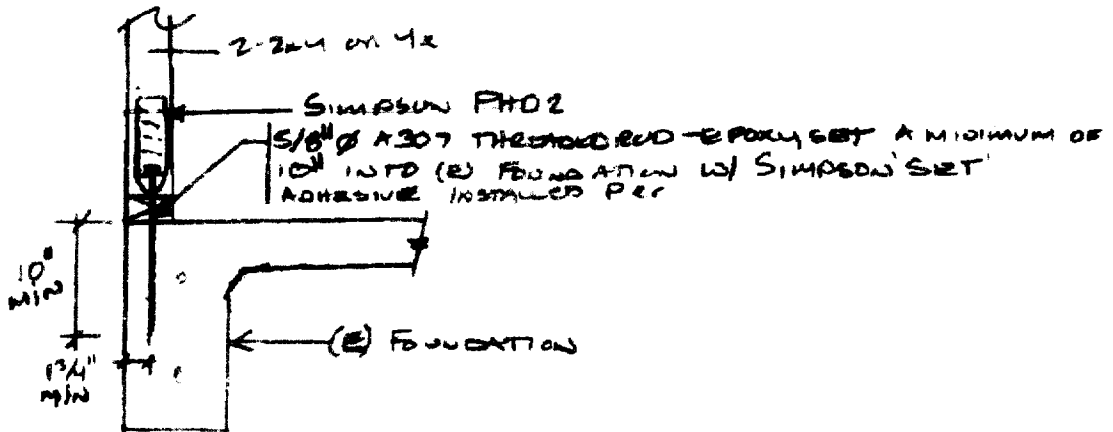 2-2x4 or 4x
SIMPSON PHD2
5/8"Ø A307 THREADED ROD - EPOXY SET A MINIMUM OF
10" INTO (E) FOUNDATION W/ SIMPSON 'SET'
ADHESIVE INSTALLED Per
10"
MIN
(E) FOUNDATION
1 3/4"
MIN